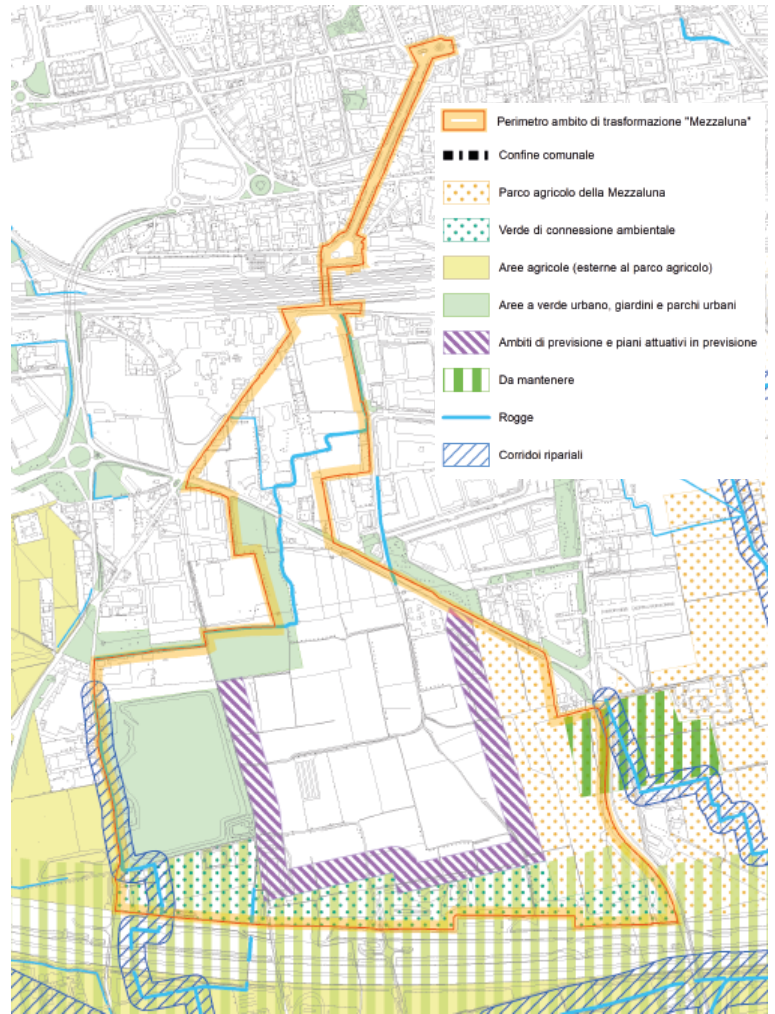 Perimetro ambito di trasformazione "Mezzaluna"
Confine comunale
Parco agricolo della Mezzaluna
Verde di connessione ambientale
Aree agricole (esterne al parco agricolo)
Aree a verde urbano, giardini e parchi urbani
Ambiti di previsione e piani attuativi in previsione
Da mantenere
Rogge
Corridoi ripariali